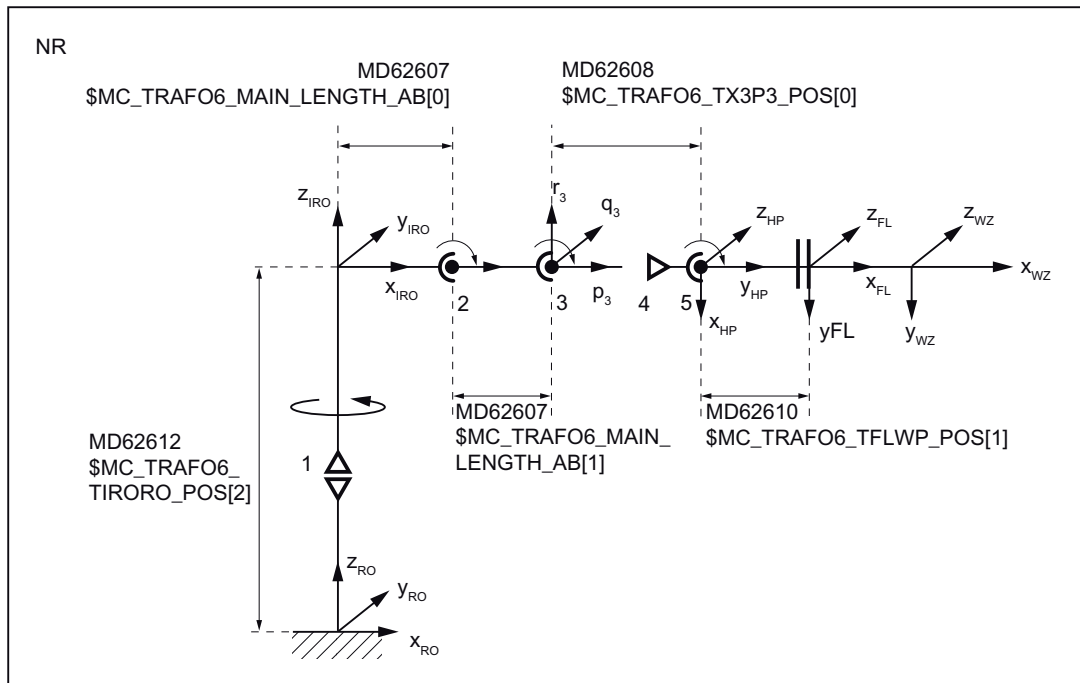 NR
MD62607
$MC_TRAFO6_MAIN_LENGTH_AB[0]
MD62608
$MC_TRAFO6_TX3P3_POS[0]
z_IRO
y_IRO
x_IRO
r_3
q_3
p_3
z_HP
y_HP
x_HP
z_FL
x_FL
yFL
z_WZ
x_WZ
y_WZ
2
3
4
5
MD62607
$MC_TRAFO6_MAIN_
LENGTH_AB[1]
MD62610
$MC_TRAFO6_TFLWP_POS[1]
MD62612
$MC_TRAFO6_
TIRORO_POS[2]
1
z_RO
y_RO
x_RO